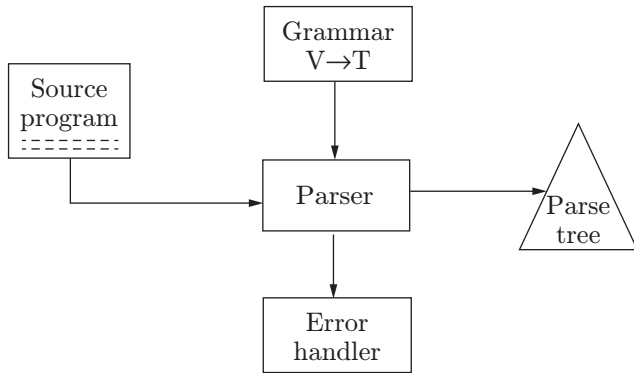 Grammar
V→T
Source
program
Parser
Parse
tree
Error
handler